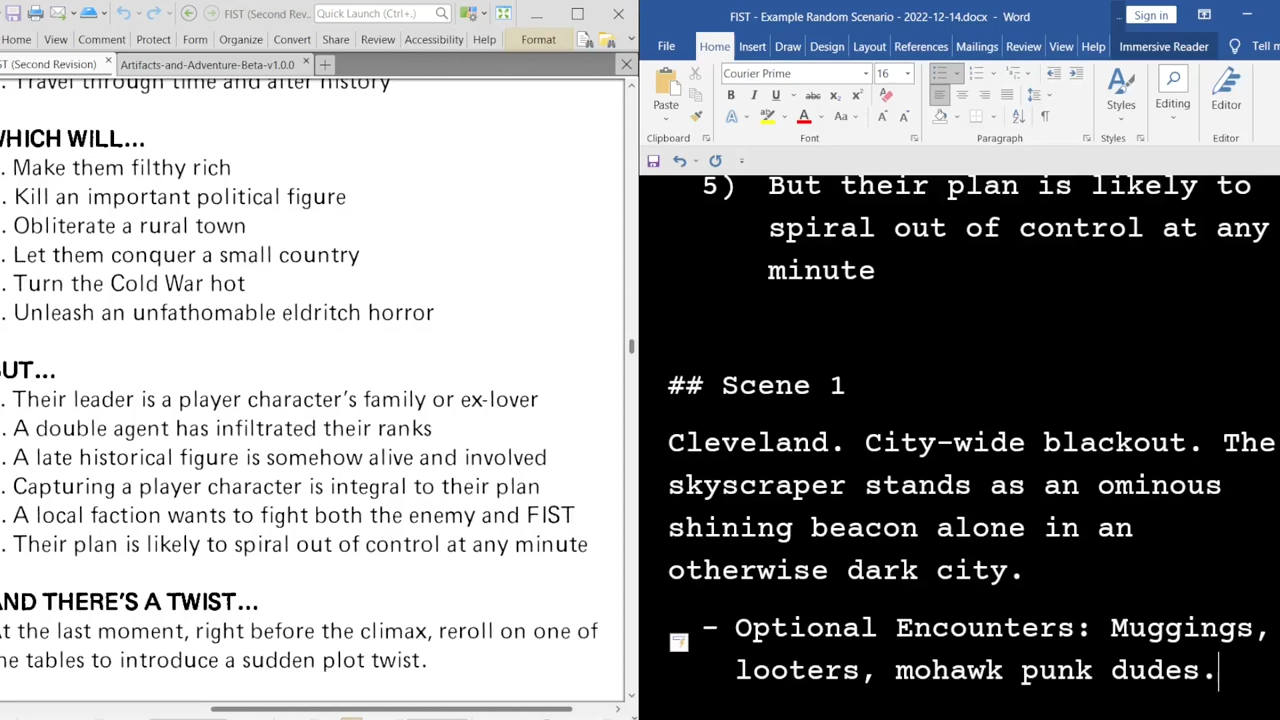 FIST (Second Rev...
Quick Launch (Ctrl+.)
Home View Comment Protect Form Organize Convert Share Review Accessibility Help Format
ST (Second Revision) Artifacts-and-Adventure-Beta-v1.0.0
. Travel through time and alter history
WHICH WILL...
. Make them filthy rich
. Kill an important political figure
. Obliterate a rural town
. Let them conquer a small country
. Turn the Cold War hot
. Unleash an unfathomable eldritch horror
BUT...
. Their leader is a player character's family or ex-lover
. A double agent has infiltrated their ranks
. A late historical figure is somehow alive and involved
. Capturing a player character is integral to their plan
. A local faction wants to fight both the enemy and FIST
. Their plan is likely to spiral out of control at any minute
AND THERE'S A TWIST...
At the last moment, right before the climax, reroll on one of
the tables to introduce a sudden plot twist.
FIST - Example Random Scenario - 2022-12-14.docx - Word
... Sign in
File Home Insert Draw Design Layout References Mailings Review View Help Immersive Reader Tell m
Paste
Courier Prime 16
B I U abc x2 x2
A A Aa A A
Styles Editing Editor
Clipboard Font Paragraph Styles Editor
5) But their plan is likely to
spiral out of control at any
minute
## Scene 1
Cleveland. City-wide blackout. The
skyscraper stands as an ominous
shining beacon alone in an
otherwise dark city.
- Optional Encounters: Muggings,
looters, mohawk punk dudes.